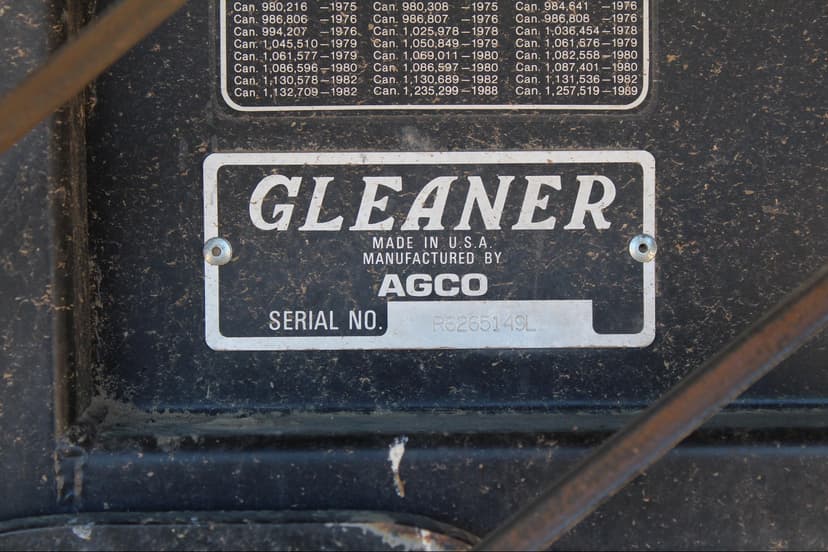 Can. 980,216 – 1975 Can. 980,308 – 1975 Can. 984,641 – 1976
Can. 986,806 – 1976 Can. 986,807 – 1976 Can. 986,808 – 1976
Can. 994,207 – 1976 Can. 1,025,978 – 1978 Can. 1,036,454 – 1978
Can. 1,045,510 – 1979 Can. 1,050,849 – 1979 Can. 1,061,576 – 1979
Can. 1,061,577 – 1979 Can. 1,069,011 – 1980 Can. 1,082,558 – 1980
Can. 1,086,596 – 1980 Can. 1,086,597 – 1980 Can. 1,087,401 – 1980
Can. 1,130,578 – 1982 Can. 1,130,689 – 1982 Can. 1,131,536 – 1982
Can. 1,132,709 – 1982 Can. 1,235,299 – 1988 Can. 1,257,519 – 1989
GLEANER
MADE IN U.S.A.
MANUFACTURED BY
AGCO
SERIAL NO. R6265149L